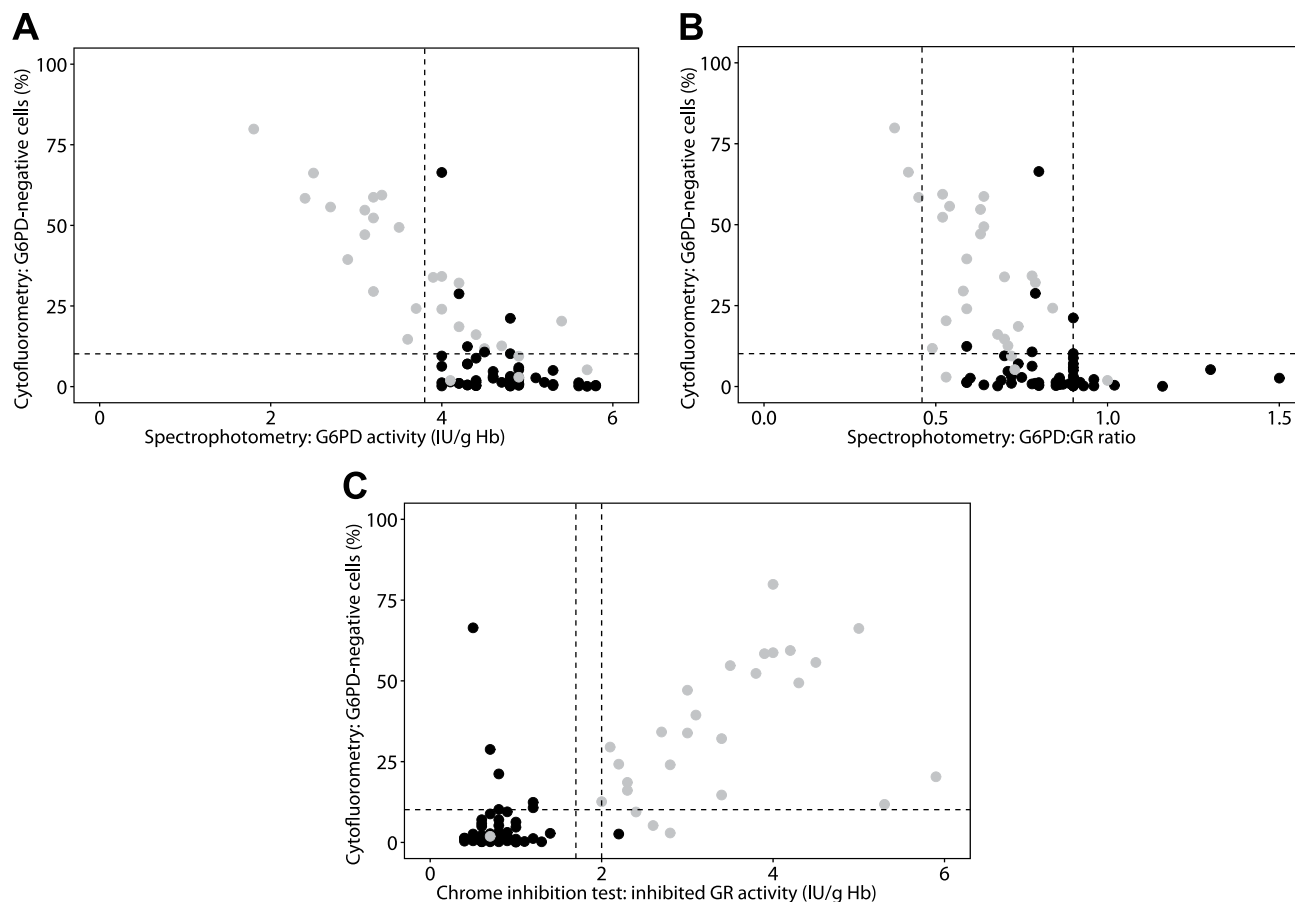 A
Cytofluorometry: G6PD-negative cells (%)
100
75
50
25
0
0 2 4 6
Spectrophotometry: G6PD activity (IU/g Hb)
B
Cytofluorometry: G6PD-negative cells (%)
100
75
50
25
0
0.0 0.5 1.0 1.5
Spectrophotometry: G6PD:GR ratio
C
Cytofluorometry: G6PD-negative cells (%)
100
75
50
25
0
0 2 4 6
Chrome inhibition test: inhibited GR activity (IU/g Hb)